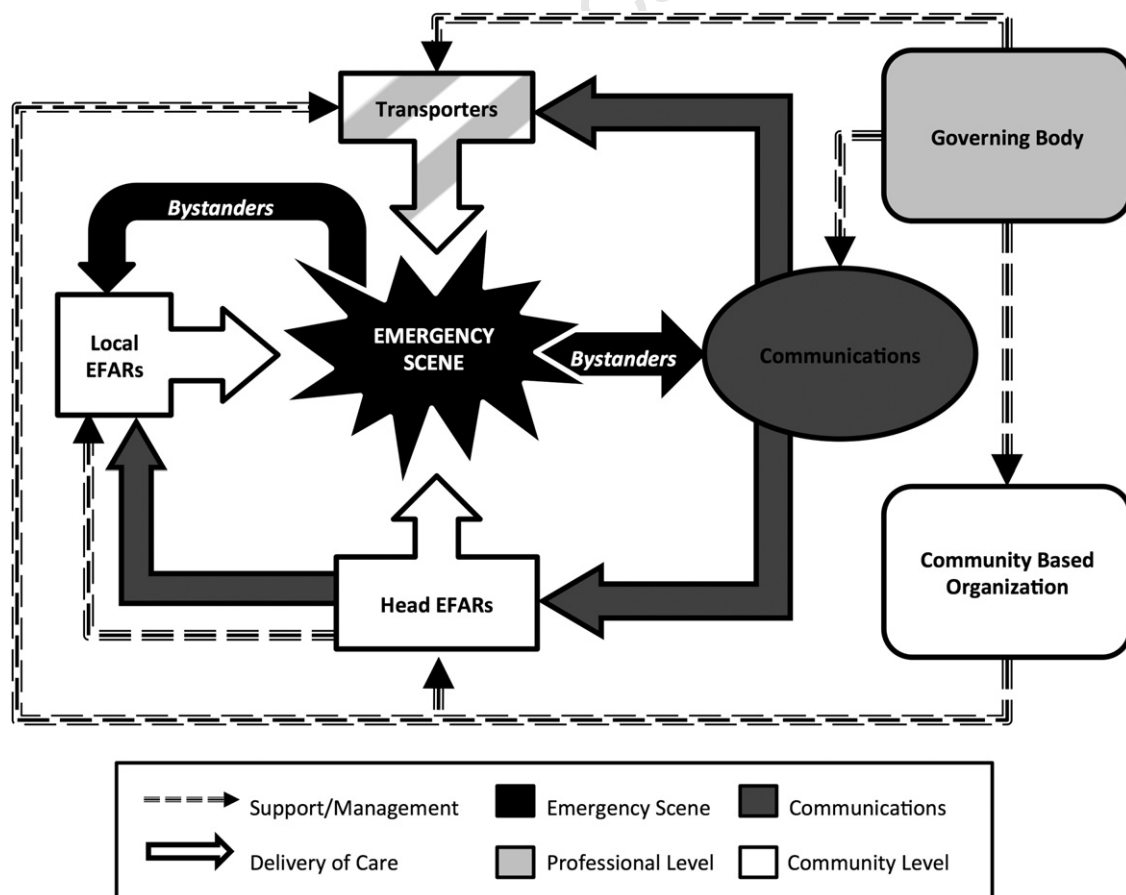 Transporters
Governing Body
Bystanders
Local
EFARs
EMERGENCY
SCENE
Bystanders
Communications
Head EFARs
Community Based
Organization
Support/Management
Emergency Scene
Communications
Delivery of Care
Professional Level
Community Level